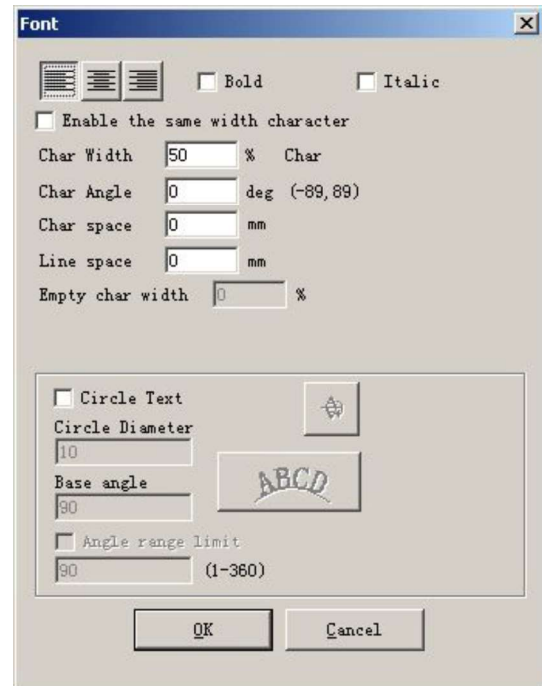 Font
Bold Italic
Enable the same width character
Char Width 50 % Char
Char Angle 0 deg (-89,89)
Char space 0 mm
Line space 0 mm
Empty char width 0 %
Circle Text
Circle Diameter
10
ABCD
Base angle
90
Angle range limit
90 (1-360)
OK Cancel